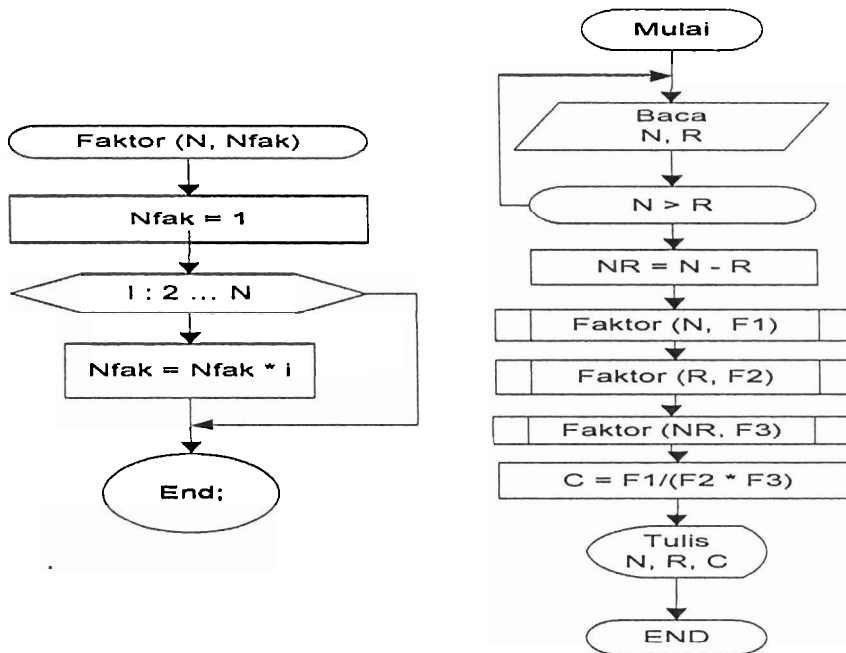 Faktor (N, Nfak)
Nfak = 1
I : 2 ... N
Nfak = Nfak * i
End;
Mulai
Baca
N, R
N > R
NR = N - R
Faktor (N, F1)
Faktor (R, F2)
Faktor (NR, F3)
C = F1/(F2 * F3)
Tulis
N, R, C
END